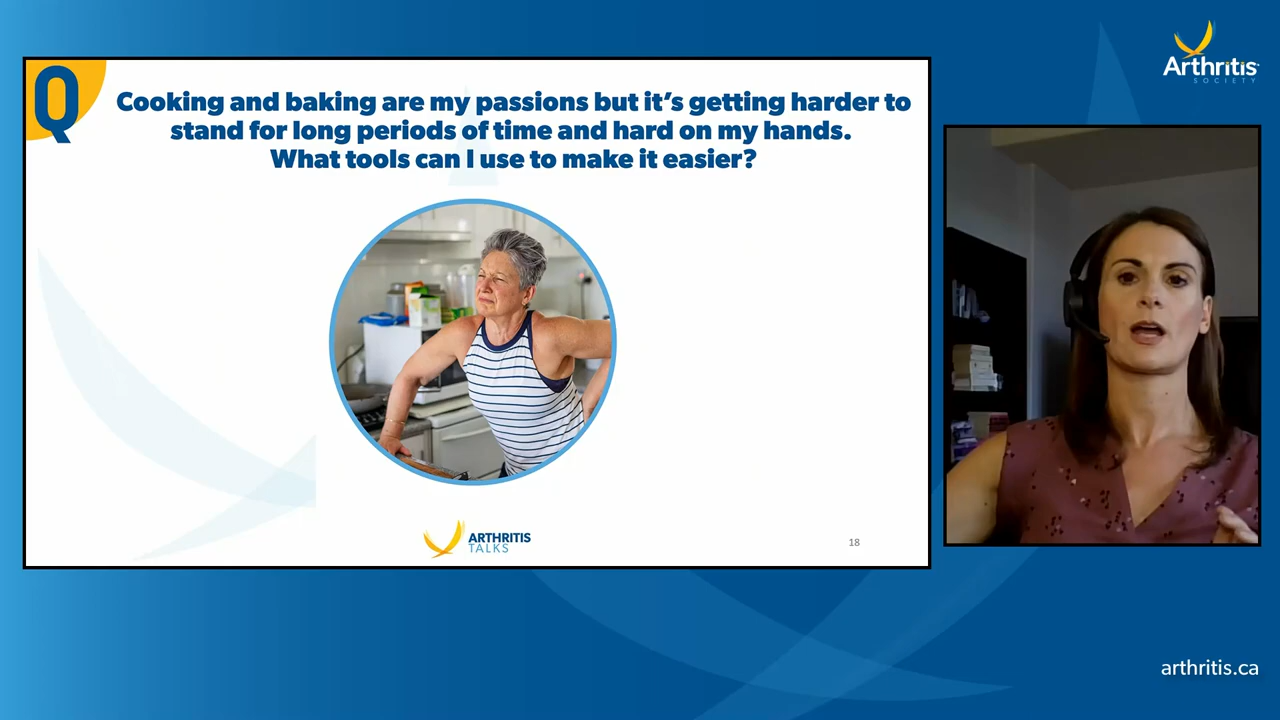 Q
Cooking and baking are my passions but it's getting harder to
stand for long periods of time and hard on my hands.
What tools can I use to make it easier?
ARTHRITIS
TALKS
18
Arthritis
SOCIETY
arthritis.ca